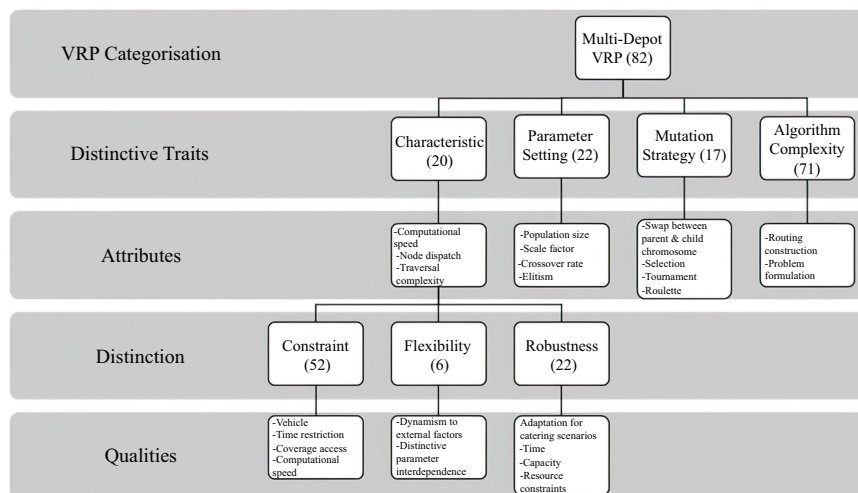 VRP Categorisation
Multi-Depot
VRP (82)
Distinctive Traits
Characteristic
(20)
Parameter
Setting (22)
Mutation
Strategy (17)
Algorithm
Complexity
(71)
Attributes
-Computational
speed
-Node dispatch
-Traversal
complexity
-Population size
-Scale factor
-Crossover rate
-Elitism
-Swap between
parent & child
chromosome
-Selection
-Tournament
-Roulette
-Routing
construction
-Problem
formulation
Distinction
Constraint
(52)
Flexibility
(6)
Robustness
(22)
Qualities
-Vehicle
-Time restriction
-Coverage access
-Computational
speed
-Dynamism to
external factors
-Distinctive
parameter
interdependence
Adaptation for
catering scenarios
-Time
-Capacity
-Resource
constraints